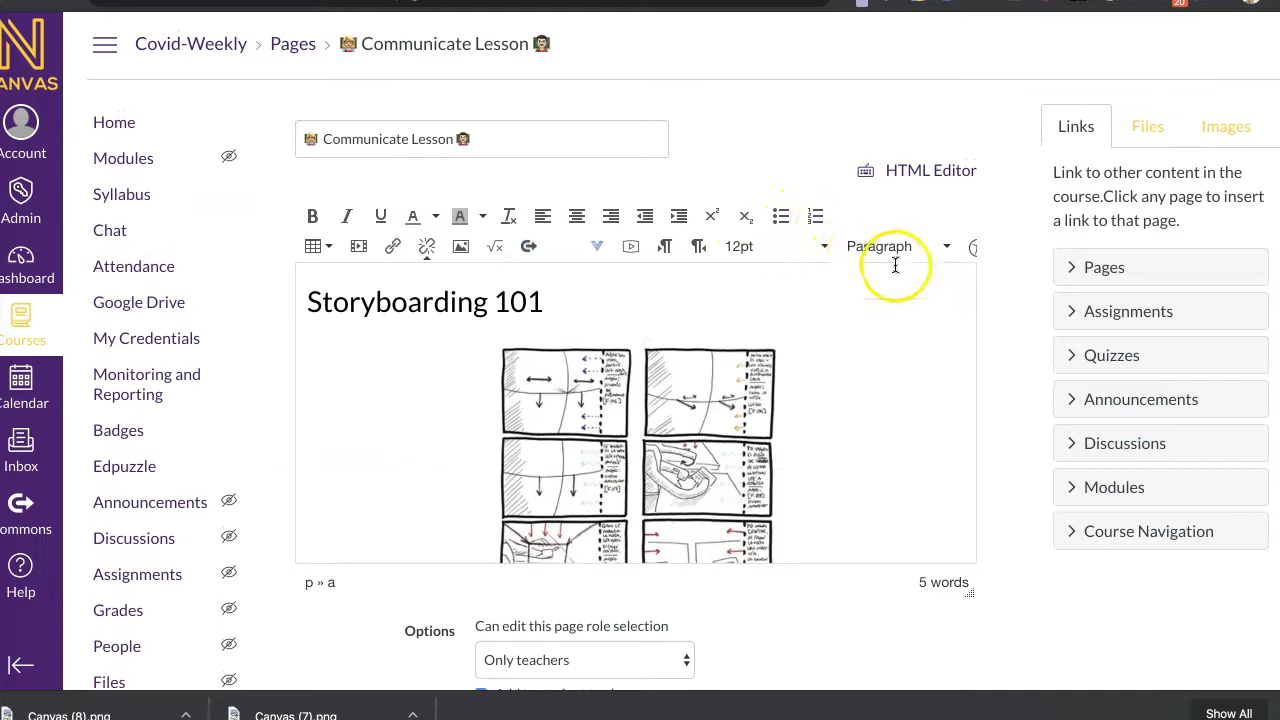 20
Covid-Weekly > Pages > Communicate Lesson
CANVAS
Account
Admin
ashboard
Courses
Calendar
Inbox
ommons
Help
Home
Modules
Syllabus
Chat
Attendance
Google Drive
My Credentials
Monitoring and
Reporting
Badges
Edpuzzle
Announcements
Discussions
Assignments
Grades
People
Files
Communicate Lesson
HTML Editor
B I U A A
12pt
Paragraph
Storyboarding 101
p » a
5 words
Options
Can edit this page role selection
Only teachers
Links Files Images
Link to other content in the
course.Click any page to insert
a link to that page.
Pages
Assignments
Quizzes
Announcements
Discussions
Modules
Course Navigation
Canvas (8).png
Canvas (7).png
Show All